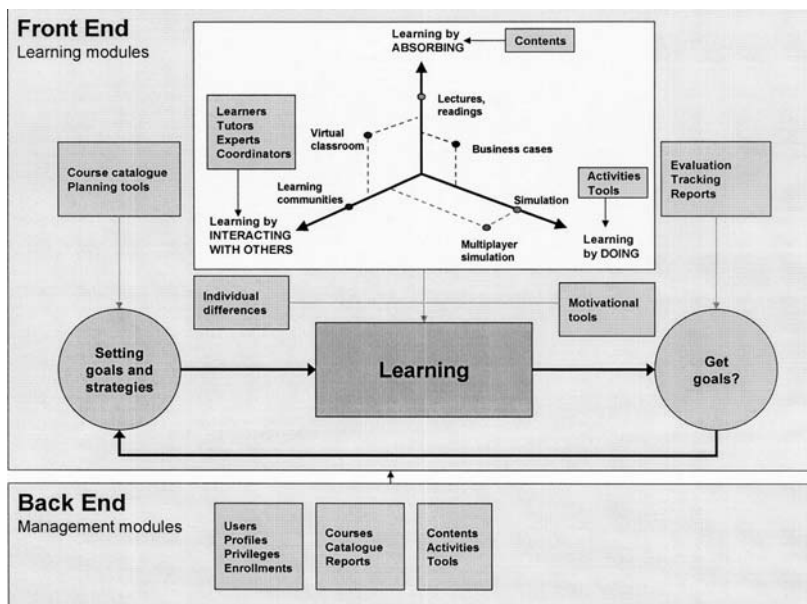 Front End
Learning modules
Learning by
ABSORBING
Contents
Learners
Tutors
Experts
Coordinators
Lectures,
readings
Virtual
classroom
Business cases
Course catalogue
Planning tools
Activities
Tools
Evaluation
Tracking
Reports
Learning
communities
Simulation
Learning by
INTERACTING
WITH OTHERS
Multiplayer
simulation
Learning
by DOING
Individual
differences
Motivational
tools
Setting
goals and
strategies
Learning
Get
goals?
Back End
Management modules
Users
Profiles
Privileges
Enrollments
Courses
Catalogue
Reports
Contents
Activities
Tools